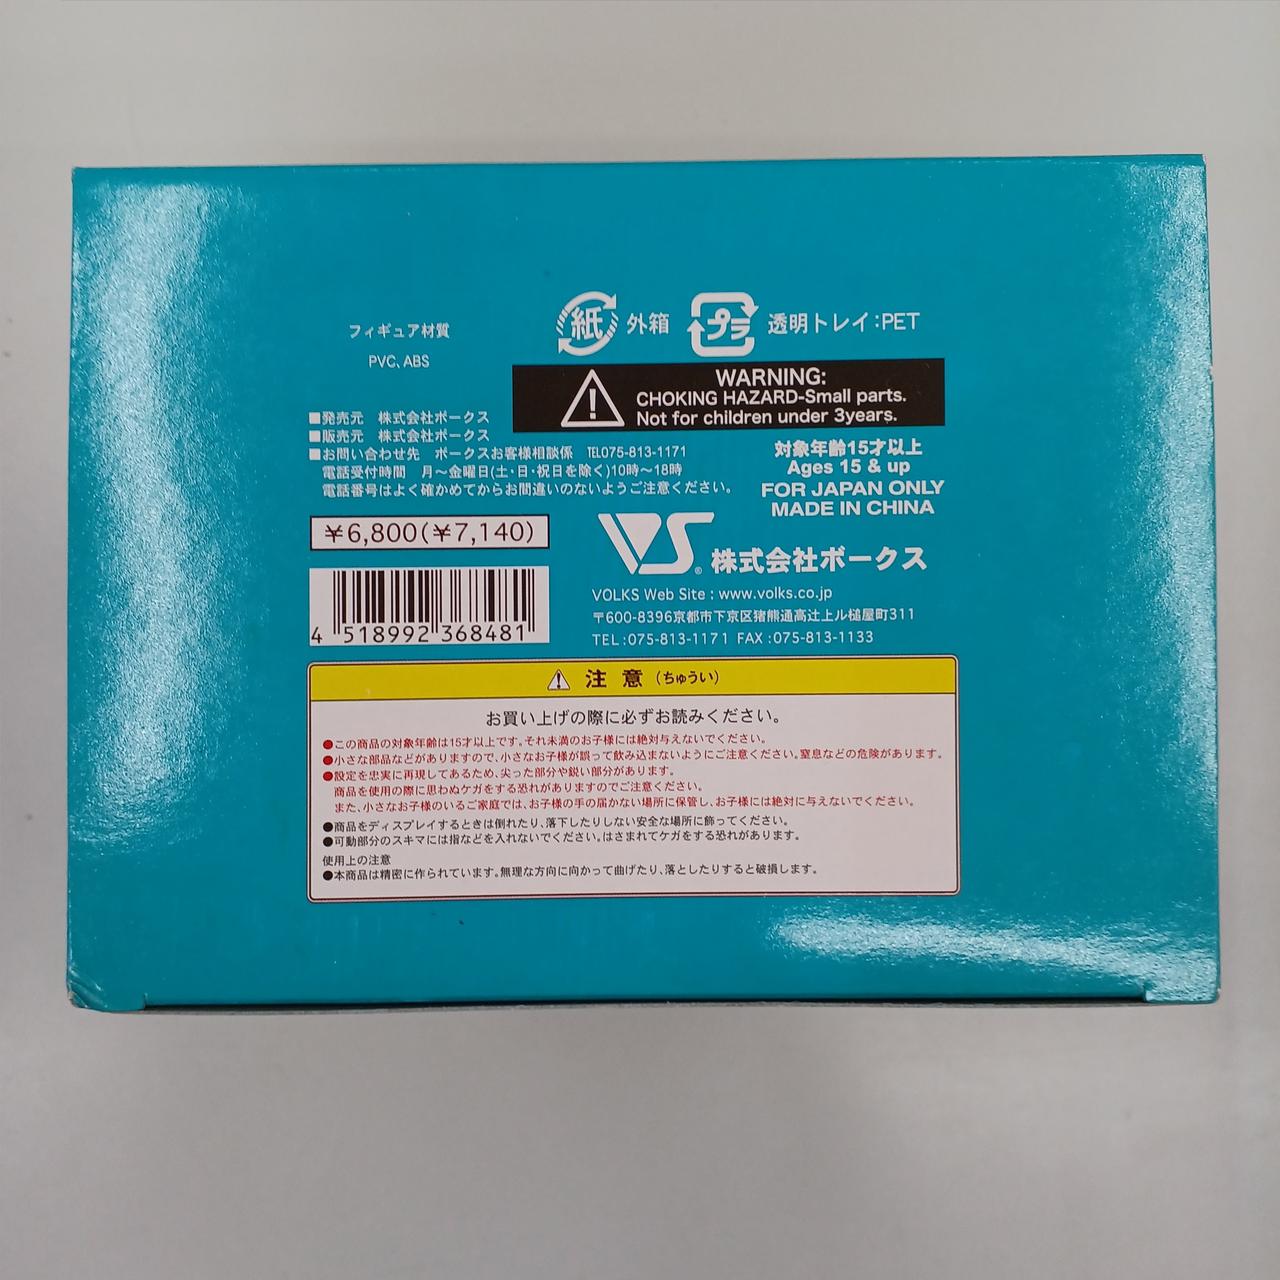 フィギュア材質
PVC、ABS
紙 外箱 プラ 透明トレイ:PET
WARNING:
CHOKING HAZARD-Small parts.
Not for children under 3years.
■発売元 株式会社ボークス
■販売元 株式会社ボークス
■お問い合わせ先 ボークスお客様相談係 TEL075-813-1171
電話受付時間 月〜金曜日(土・日・祝日を除く)10時〜18時
電話番号はよく確かめてからお間違いのないようご注意ください。
対象年齢15才以上
Ages 15 & up
FOR JAPAN ONLY
MADE IN CHINA
¥6,800(¥7,140)
4 518992 368481
VS® 株式会社ボークス
VOLKS Web Site : www.volks.co.jp
〒600-8396京都市下京区猪熊通高辻上ル槌屋町311
TEL:075-813-1171 FAX:075-813-1133
注意(ちゅうい)
お買い上げの際に必ずお読みください。
●この商品の対象年齢は15才以上です。それ未満のお子様には絶対与えないでください。
●小さな部品などがありますので、小さなお子様が誤って飲み込まないようにご注意ください。窒息などの危険があります。
●設定を忠実に再現してあるため、尖った部分や鋭い部分があります。
商品を使用の際に思わぬケガをする恐れがありますのでご注意ください。
また、小さなお子様のいるご家庭では、お子様の手の届かない場所に保管し、お子様には絶対に与えないでください。
●商品をディスプレイするときは倒れたり、落下したりしない安全な場所に飾ってください。
●可動部分のスキマには指などを入れないでください。はさまれてケガをする恐れがあります。
使用上の注意
●本商品は精密に作られています。無理な方向に向かって曲げたり、落としたりすると破損します。